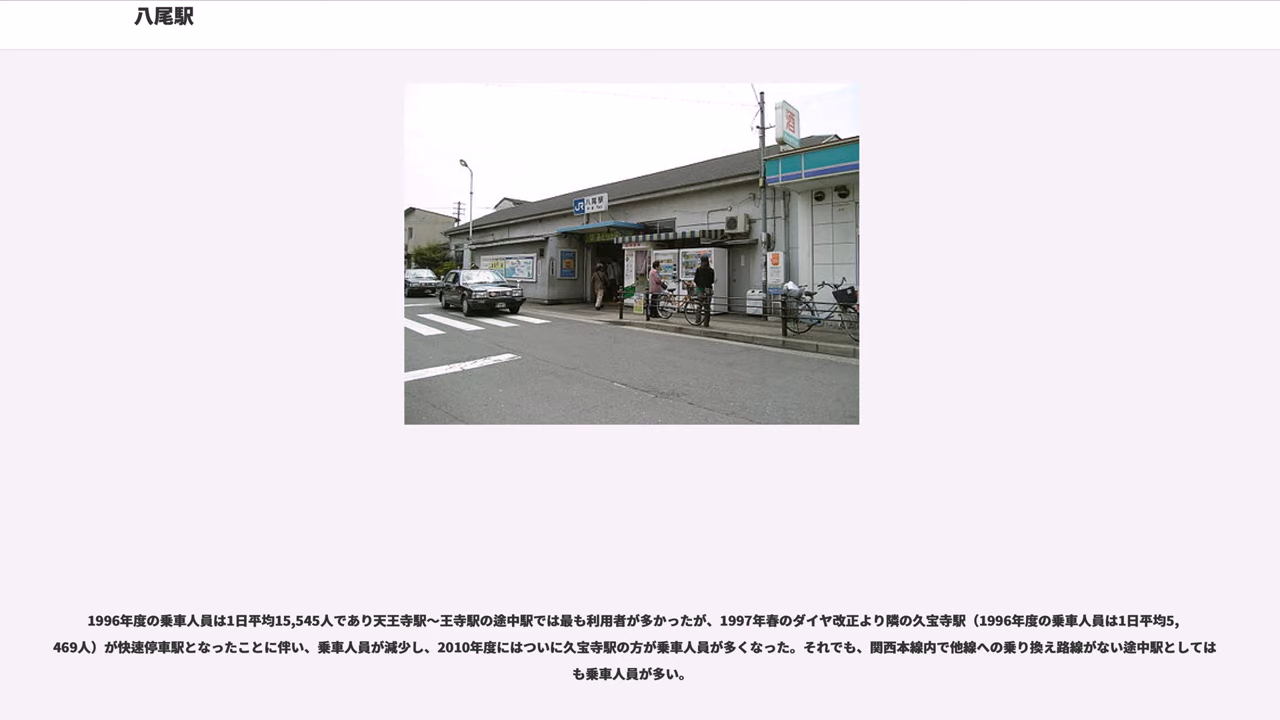 八尾駅
JR 八尾駅
1996年度の乗車人員は1日平均15,545人であり天王寺駅〜王寺駅の途中駅では最も利用者が多かったが、1997年春のダイヤ改正より隣の久宝寺駅（1996年度の乗車人員は1日平均5,
469人）が快速停車駅となったことに伴い、乗車人員が減少し、2010年度にはついに久宝寺駅の方が乗車人員が多くなった。それでも、関西本線内で他線への乗り換え路線がない途中駅としては
も乗車人員が多い。